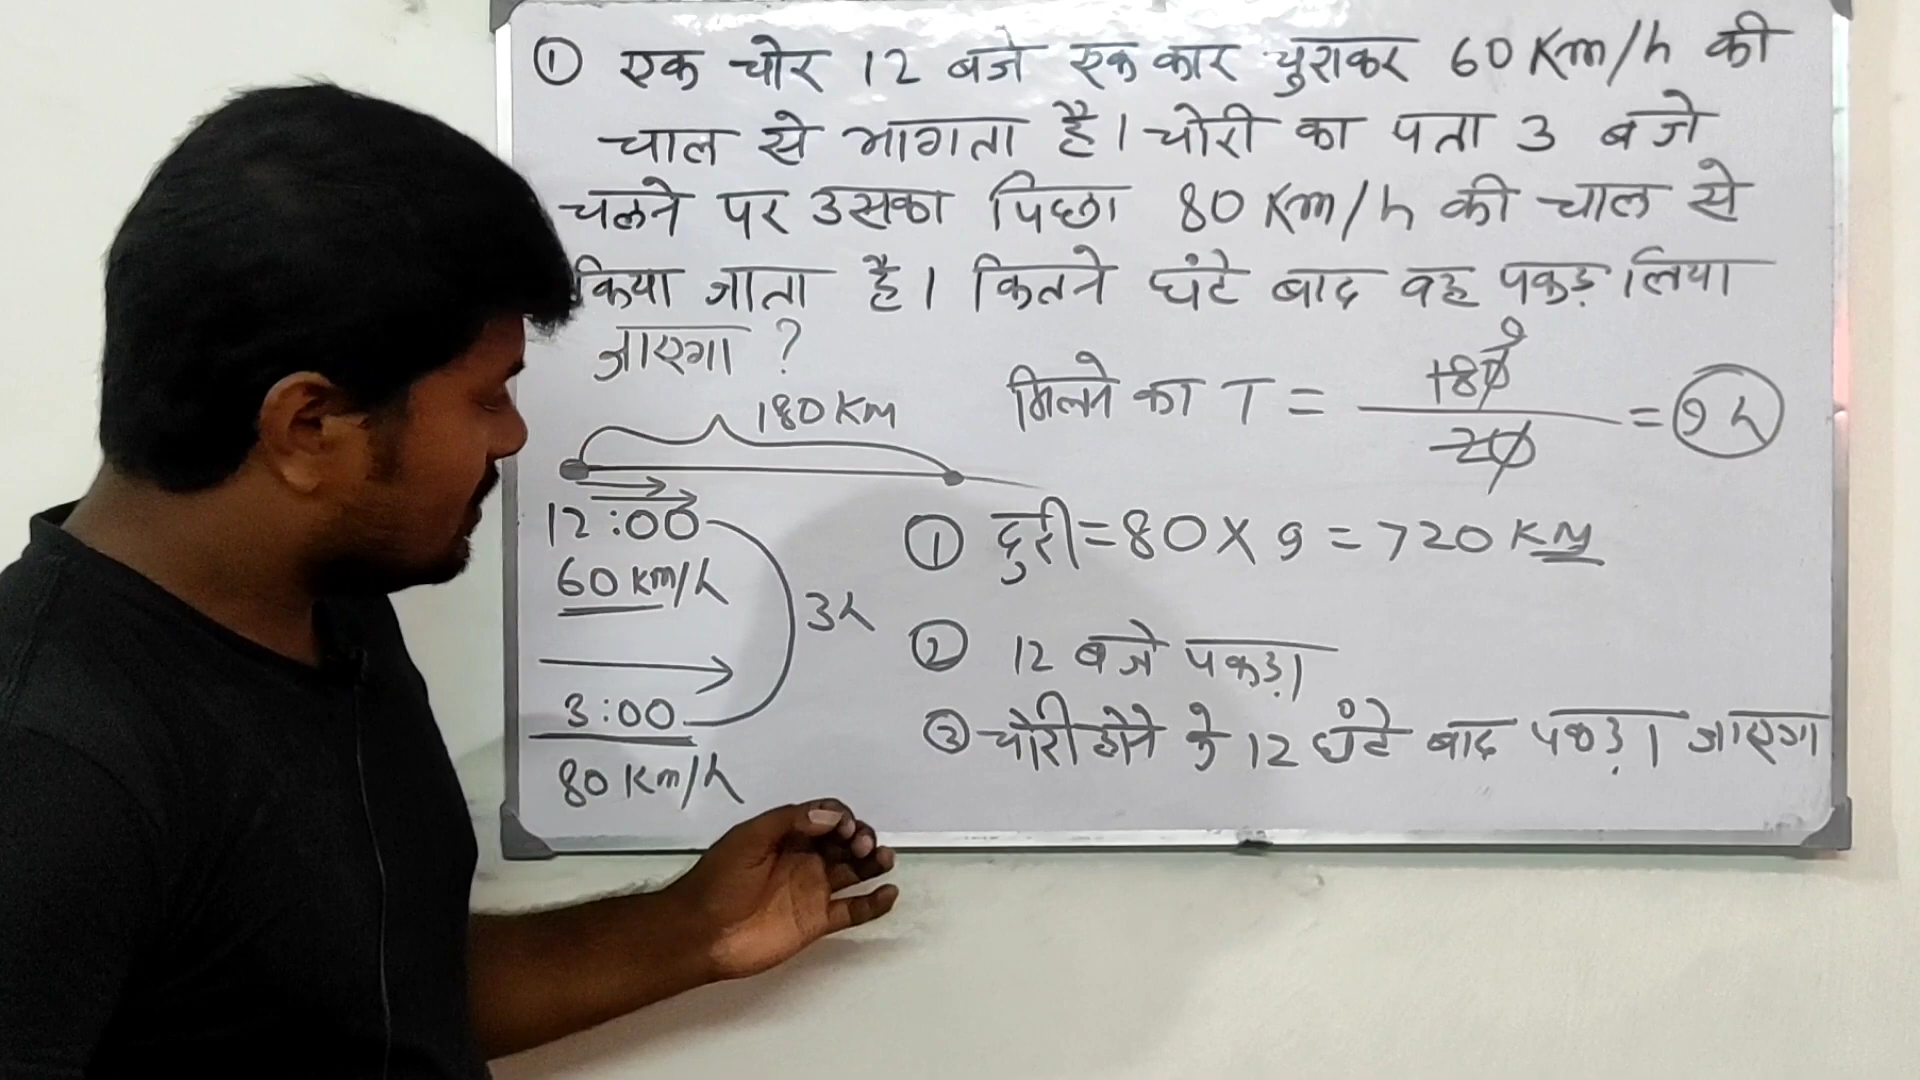 ① एक चोर 12 बजे एक कार चुराकर 60 Km/h की
चाल से भागता है। चोरी का पता 3 बजे
चलने पर उसका पिछा 80 Km/h की चाल से
किया जाता है। कितने घंटे बाद वह पकड़ लिया
जाएगा ?
180 KM
12:00
60 km/h
3h
3:00
80 Km/h
मिलने का T = 180/20 = 9 h
9
① दुरी = 80 X 9 = 720 KM
② 12 बजे पकड़ा
③ चोरी होने के 12 घंटे बाद पकड़ा जाएगा